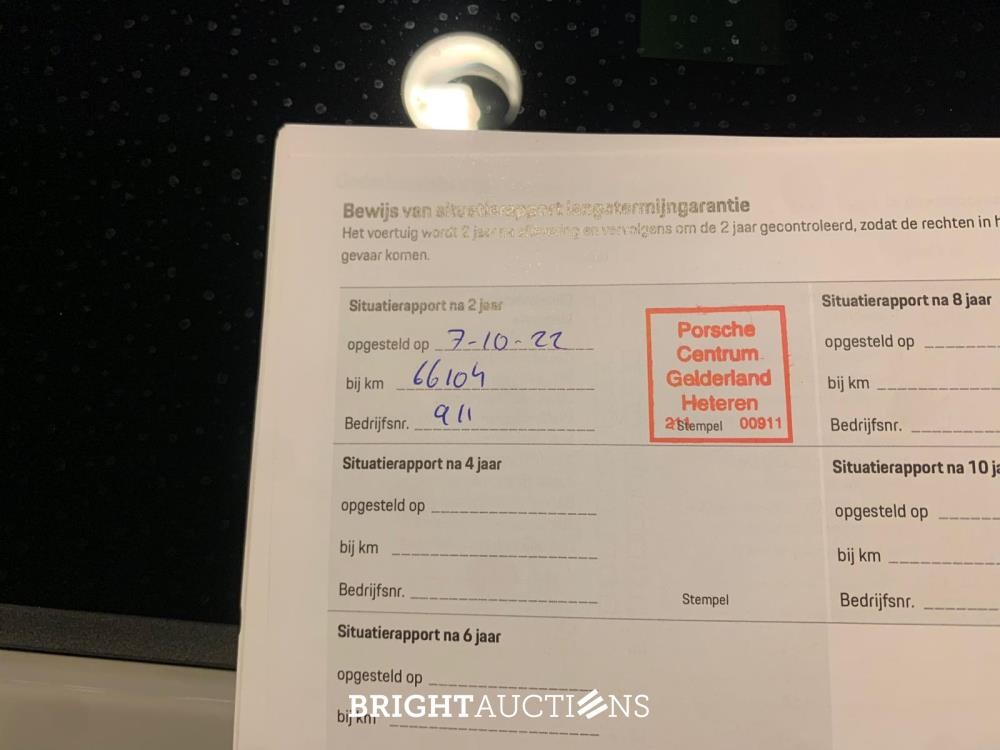 Bewijs van situatierapport langetermijngarantie
Het voertuig wordt 2 jaar na aflevering en vervolgens om de 2 jaar gecontroleerd, zodat de rechten in
gevaar komen.
Situatierapport na 2 jaar
opgesteld op 7-10-22
bij km 66104
Bedrijfsnr. 911
Porsche
Centrum
Gelderland
Heteren
Stempel 00911
Situatierapport na 4 jaar
opgesteld op
bij km
Bedrijfsnr.
Stempel
Situatierapport na 6 jaar
opgesteld op
bij km
Situatierapport na 8 jaar
opgesteld op
bij km
Bedrijfsnr.
Situatierapport na 10
opgesteld op
bij km
Bedrijfsnr.
BRIGHTAUCTIONS